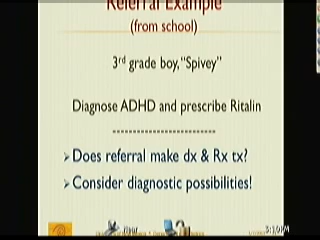 Referral Example
(from school)
3rd grade boy, "Spivey"
Diagnose ADHD and prescribe Ritalin
--------------------------
Does referral make dx & Rx tx?
Consider diagnostic possibilities!